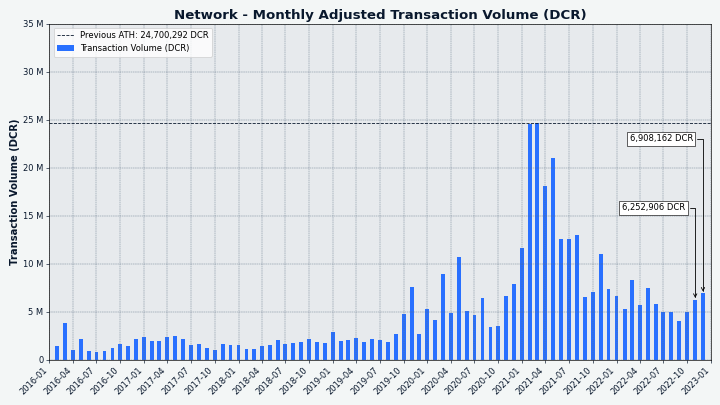 Network - Monthly Adjusted Transaction Volume (DCR)
35 M
30 M
25 M
20 M
15 M
10 M
5 M
0
Transaction Volume (DCR)
Previous ATH: 24,700,292 DCR
Transaction Volume (DCR)
6,908,162 DCR
6,252,906 DCR
2016-01
2016-04
2016-07
2016-10
2017-01
2017-04
2017-07
2017-10
2018-01
2018-04
2018-07
2018-10
2019-01
2019-04
2019-07
2019-10
2020-01
2020-04
2020-07
2020-10
2021-01
2021-04
2021-07
2021-10
2022-01
2022-04
2022-07
2022-10
2023-01